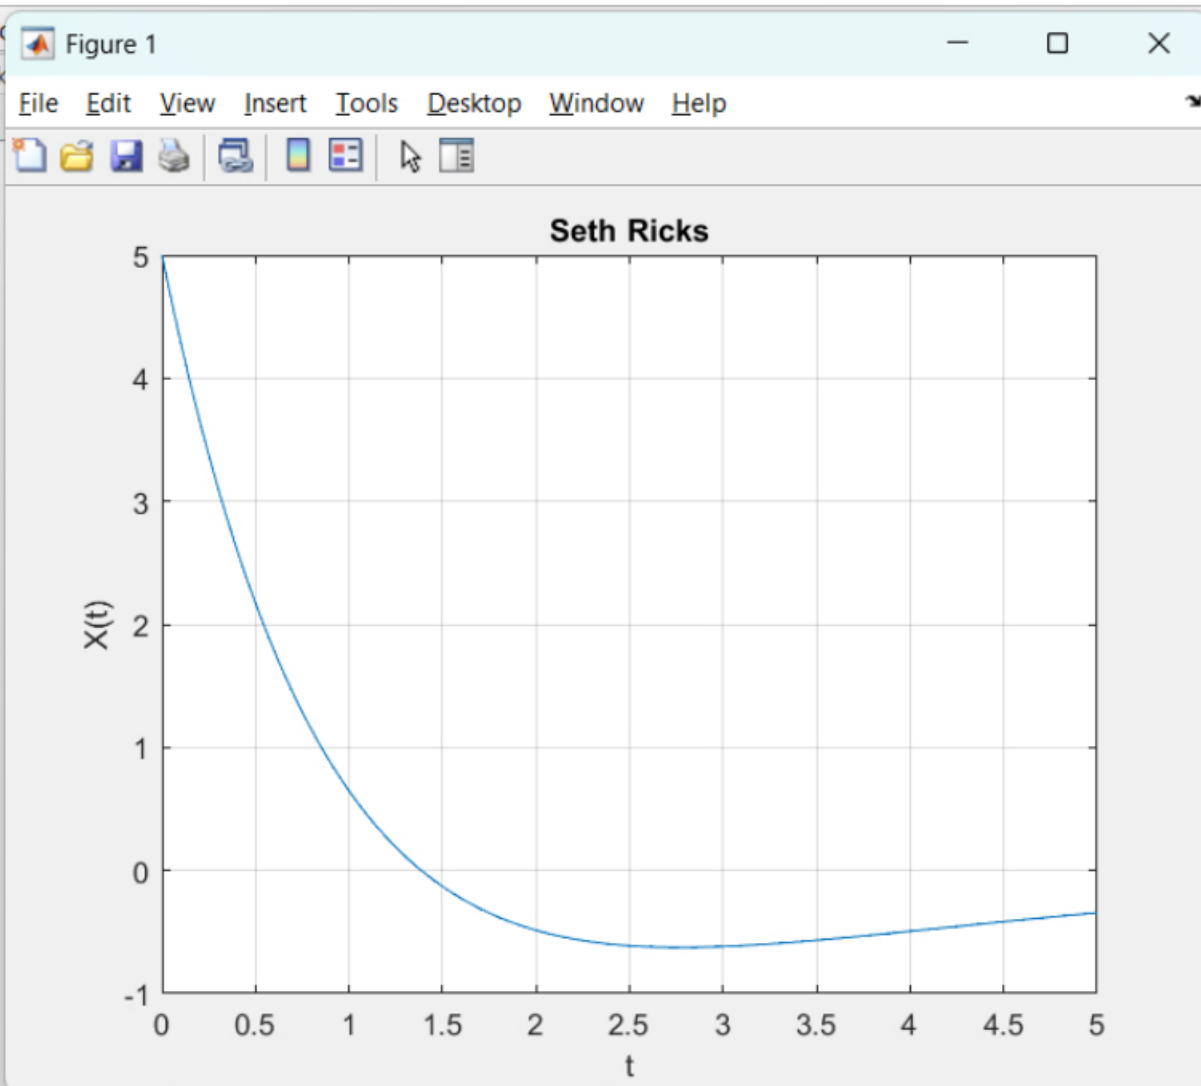 Figure 1
File Edit View Insert Tools Desktop Window Help
Seth Ricks
5
4
3
2
1
0
-1
X(t)
0 0.5 1 1.5 2 2.5 3 3.5 4 4.5 5
t